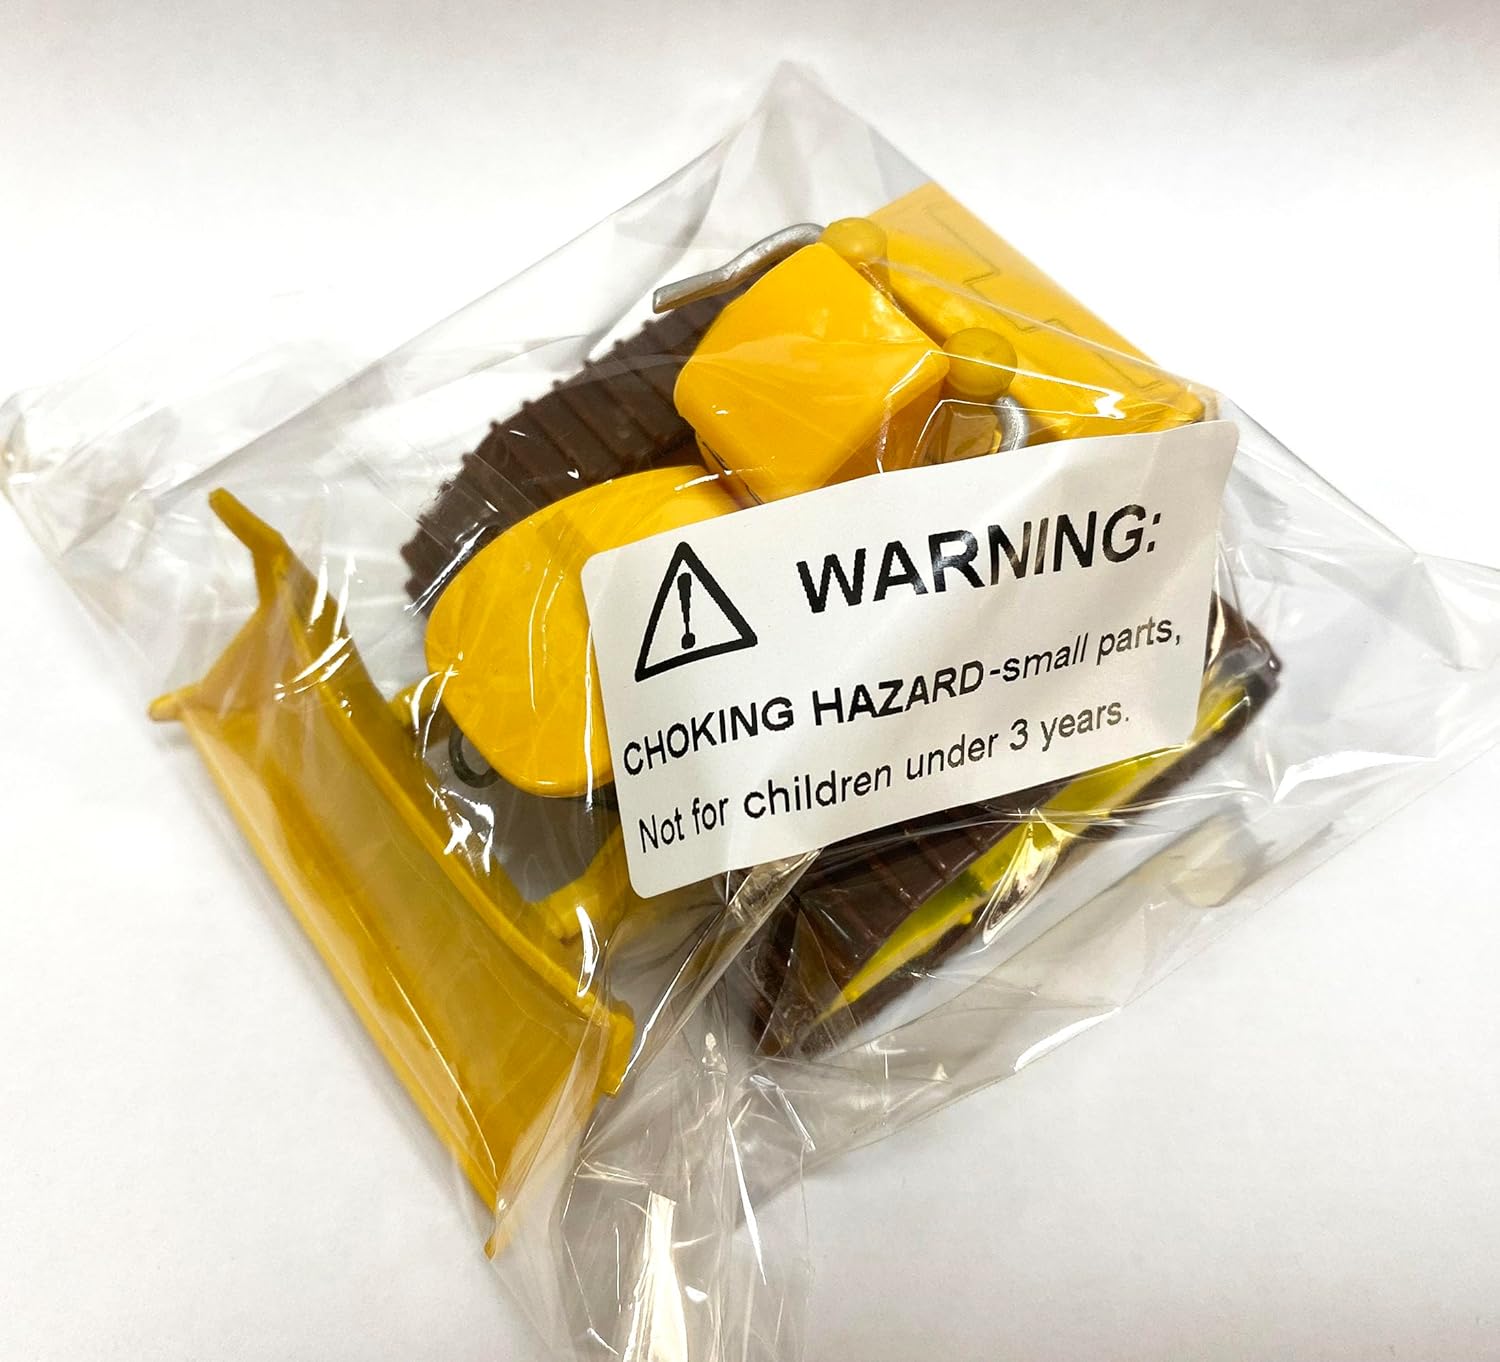 WARNING:
CHOKING HAZARD-small parts,
Not for children under 3 years.